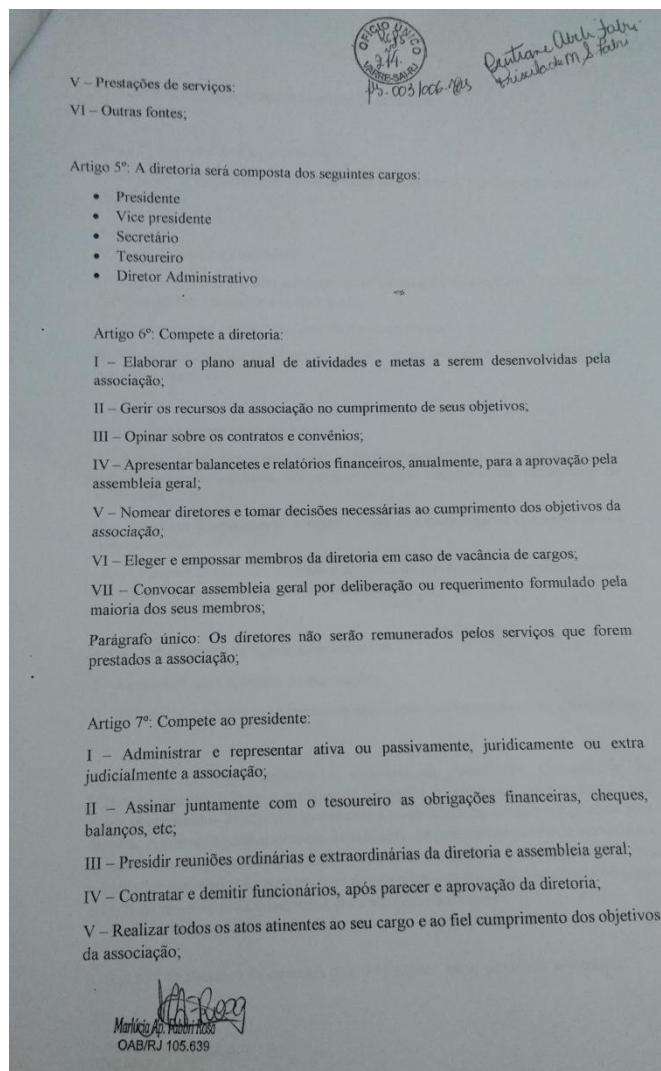 OFÍCIO ÚNICO
214.
VARRE-SAI-RJ
V – Prestações de serviços:
VI – Outras fontes;
Artigo 5º: A diretoria será composta dos seguintes cargos:
• Presidente
• Vice presidente
• Secretário
• Tesoureiro
• Diretor Administrativo
Artigo 6º: Compete a diretoria:
I – Elaborar o plano anual de atividades e metas a serem desenvolvidas pela
associação;
II – Gerir os recursos da associação no cumprimento de seus objetivos;
III – Opinar sobre os contratos e convênios;
IV – Apresentar balancetes e relatórios financeiros, anualmente, para a aprovação pela
assembleia geral;
V – Nomear diretores e tomar decisões necessárias ao cumprimento dos objetivos da
associação;
VI – Eleger e empossar membros da diretoria em caso de vacância de cargos;
VII – Convocar assembleia geral por deliberação ou requerimento formulado pela
maioria dos seus membros;
Parágrafo único: Os diretores não serão remunerados pelos serviços que forem
prestados a associação;
Artigo 7º: Compete ao presidente:
I – Administrar e representar ativa ou passivamente, juridicamente ou extra
judicialmente a associação;
II – Assinar juntamente com o tesoureiro as obrigações financeiras, cheques,
balanços, etc;
III – Presidir reuniões ordinárias e extraordinárias da diretoria e assembleia geral;
IV – Contratar e demitir funcionários, após parecer e aprovação da diretoria;
V – Realizar todos os atos atinentes ao seu cargo e ao fiel cumprimento dos objetivos
da associação;
Marlúcia Ap. Fabbri Rosa
OAB/RJ 105.639